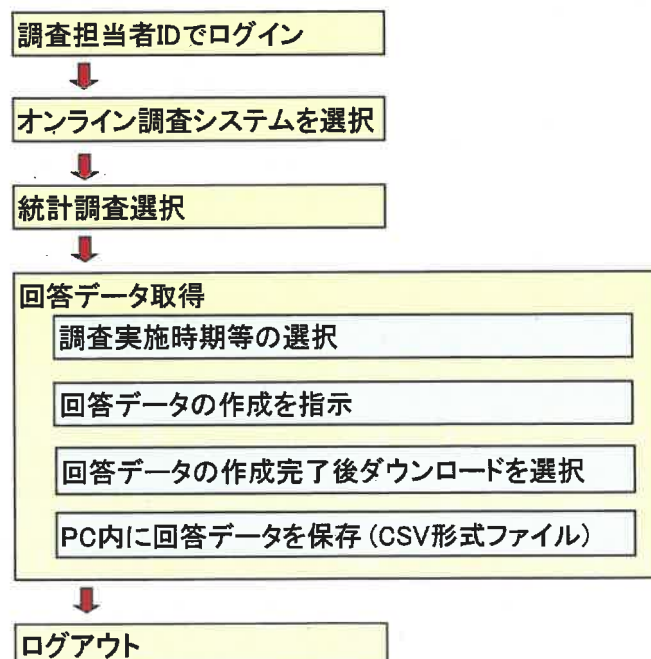 調査担当者IDでログイン
オンライン調査システムを選択
統計調査選択
回答データ取得
調査実施時期等の選択
回答データの作成を指示
回答データの作成完了後ダウンロードを選択
PC内に回答データを保存(CSV形式ファイル)
ログアウト